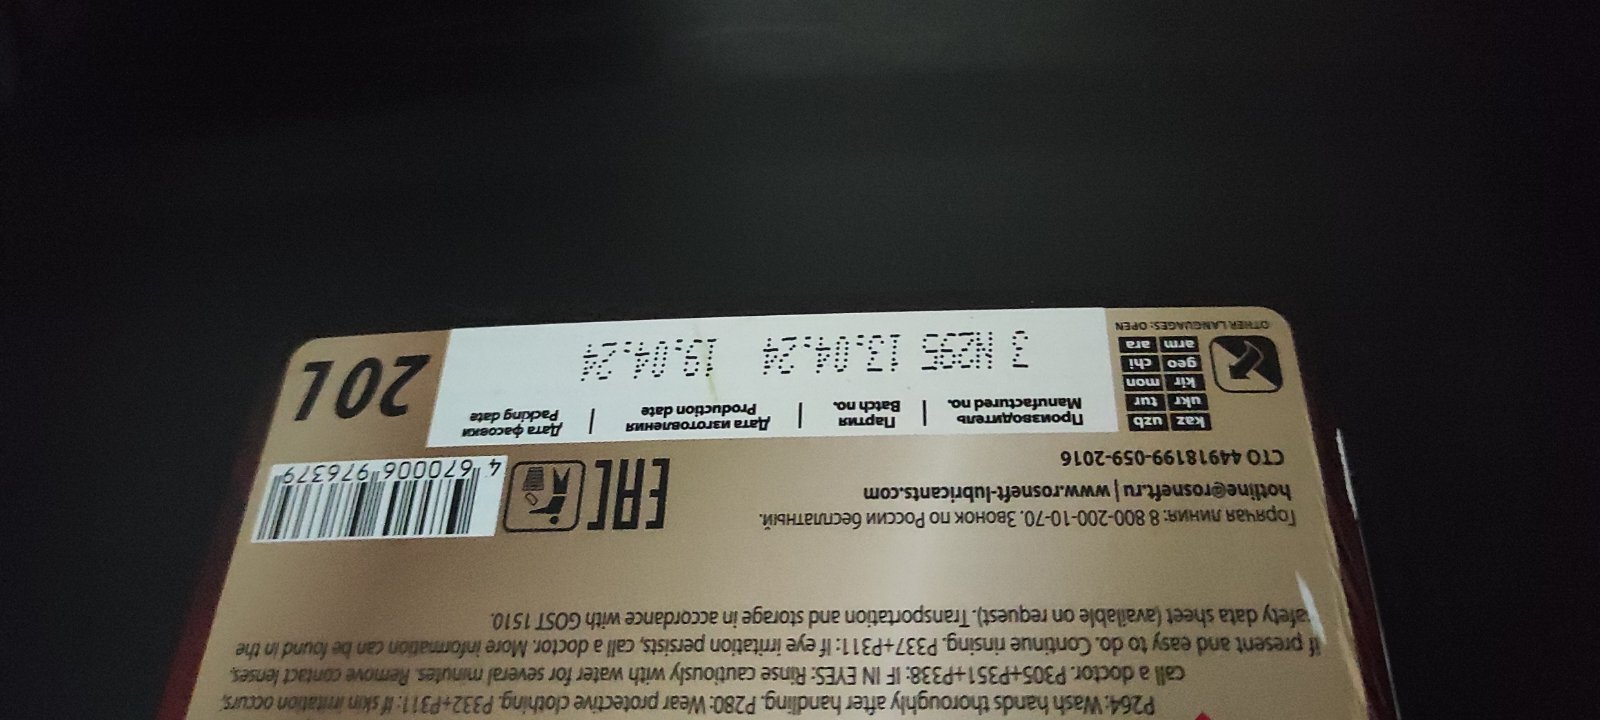 P264: Wash hands thoroughly after handling. P280: Wear protective clothing. P332+P311: If skin irritation occurs,
call a doctor. P305+P351+P338: IF IN EYES: Rinse cautiously with water for several minutes. Remove contact lenses,
if present and easy to do. Continue rinsing. P337+P311: If eye irritation persists, call a doctor. More information can be found in the
safety data sheet (available on request). Transportation and storage in accordance with GOST 1510.
Горячая линия: 8 800-200-10-70. Звонок по России бесплатный.
hotline@rosneft.ru | www.rosneft-lubricants.com
СТО 44918199-059-2016
EAC
4 670006 976379
kaz uzb
ukr tur
kir mon
geo chi
arm ara
OTHER LANGUAGES: OPEN
Производитель | Партия | Дата изготовления | Дата фасовки
Manufactured no. Batch no. Production date Packing date
3 N295 13.04.24 19.04.24
20 L